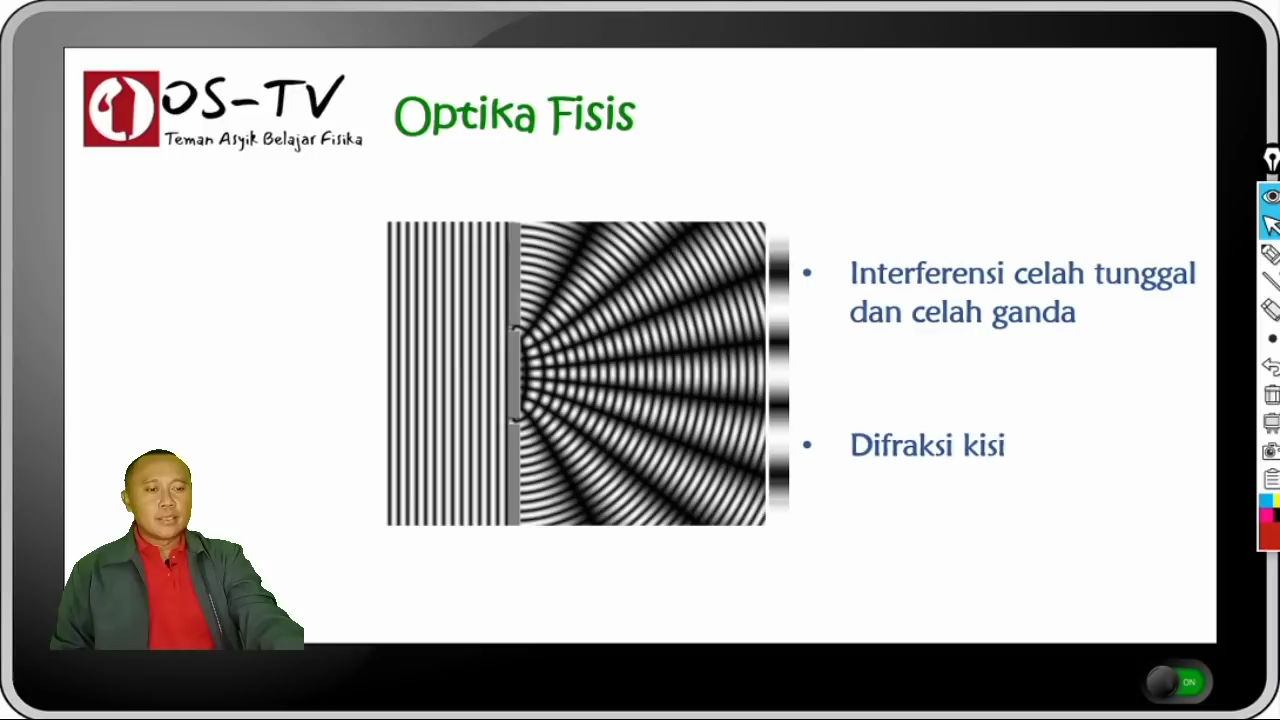 OS-TV
Teman Asyik Belajar Fisika
Optika Fisis
• Interferensi celah tunggal
dan celah ganda
• Difraksi kisi
ON